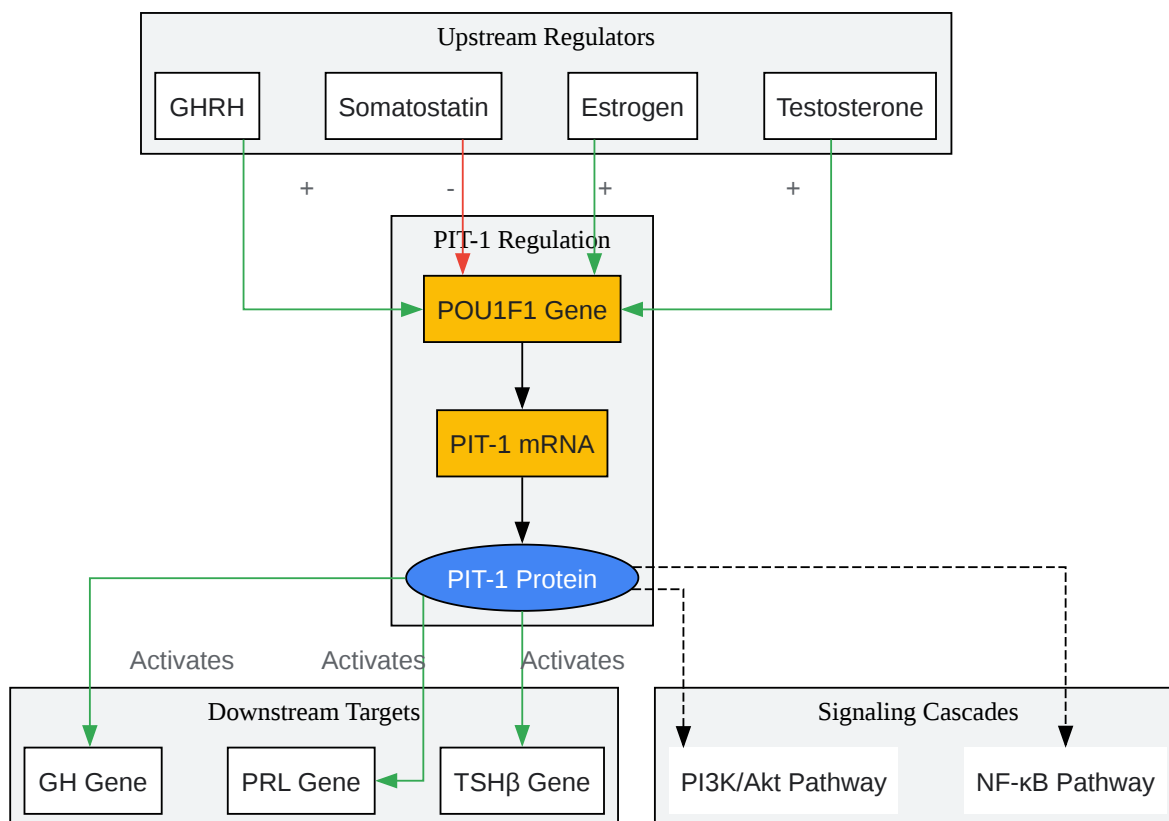 Upstream Regulators
GHRH
Somatostatin
Estrogen
Testosterone
+
-
+
+
PIT-1 Regulation
POU1F1 Gene
PIT-1 mRNA
PIT-1 Protein
Activates
Activates
Activates
Downstream Targets
GH Gene
PRL Gene
TSHβ Gene
Signaling Cascades
PI3K/Akt Pathway
NF-κB Pathway